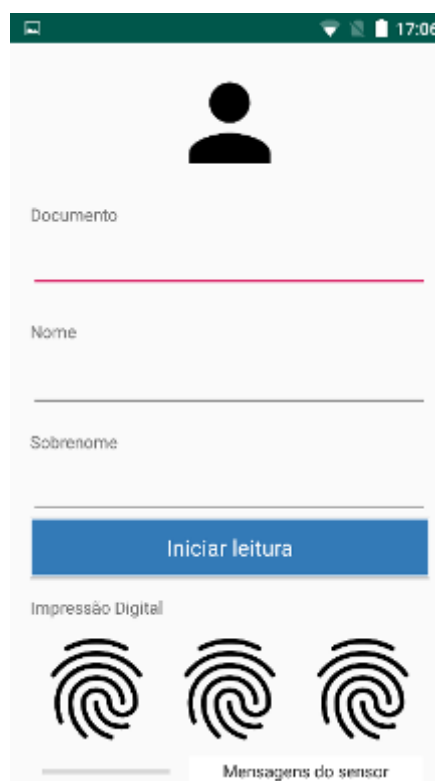 17:06
Documento
Nome
Sobrenome
Iniciar leitura
Impressão Digital
Mensagens do sensor